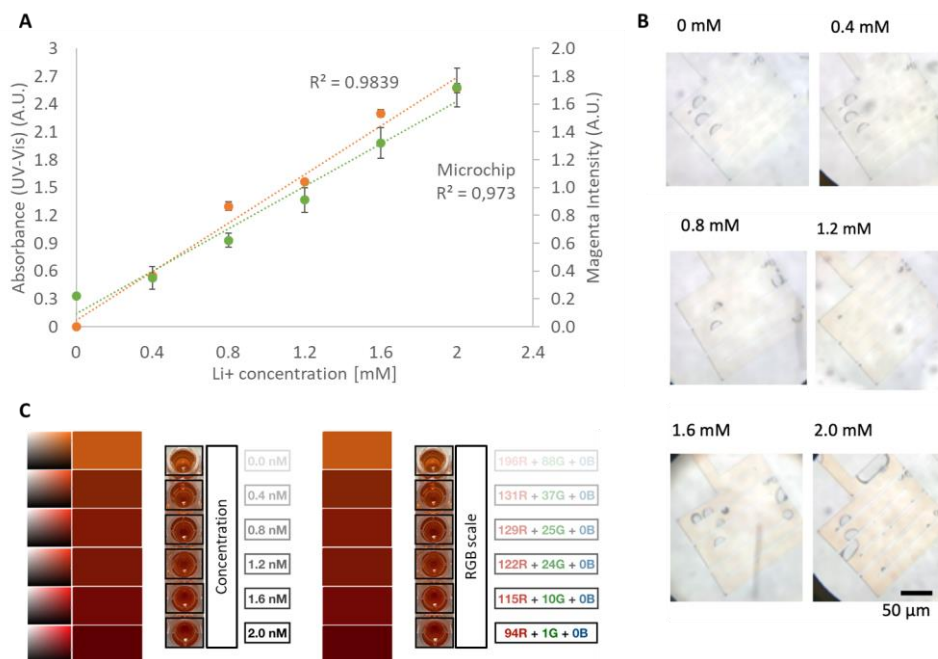 A
Absorbance (UV-Vis) (A.U.)
3
2.7
2.4
2.1
1.8
1.5
1.2
0.9
0.6
0.3
0
R² = 0.9839
Microchip
R² = 0,973
2.0
1.8
1.6
1.4
1.2
1.0
0.8
0.6
0.4
0.2
0.0
Magenta Intensity (A.U.)
0 0.4 0.8 1.2 1.6 2 2.4
Li+ concentration [mM]
B
0 mM 0.4 mM
0.8 mM 1.2 mM
1.6 mM 2.0 mM
50 µm
C
Concentration
0.0 nM
0.4 nM
0.8 nM
1.2 nM
1.6 nM
2.0 nM
RGB scale
196R + 88G + 0B
131R + 37G + 0B
129R + 25G + 0B
122R + 24G + 0B
115R + 10G + 0B
94R + 1G + 0B